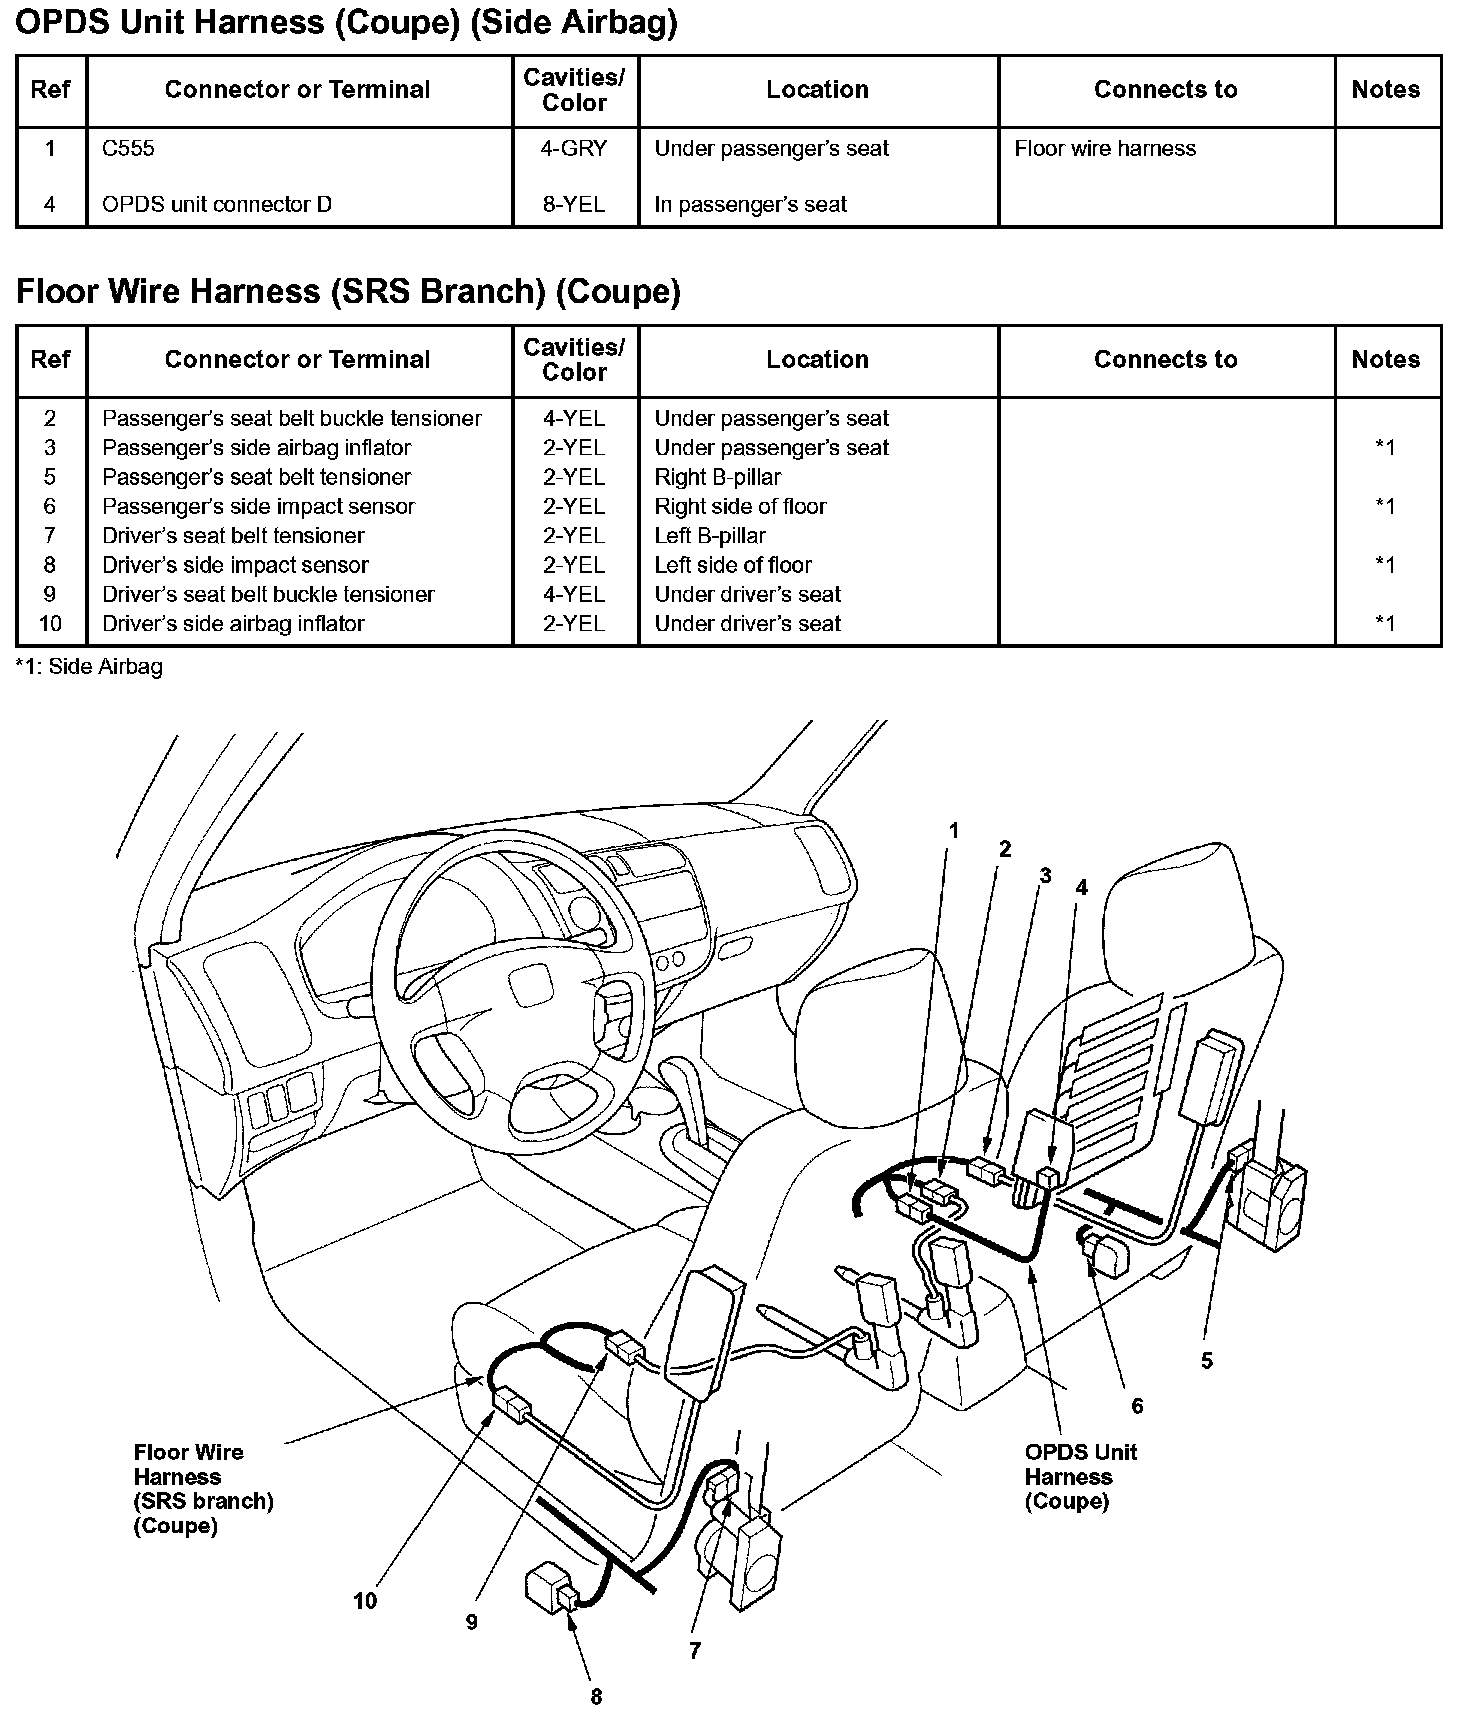 OPDS Unit Harness (Coupe) (Side Airbag)
Ref Connector or Terminal Cavities/ Color Location Connects to Notes
1 C555 4-GRY Under passenger's seat Floor wire harness
4 OPDS unit connector D 8-YEL In passenger's seat
Floor Wire Harness (SRS Branch) (Coupe)
Ref Connector or Terminal Cavities/ Color Location Connects to Notes
2 Passenger's seat belt buckle tensioner 4-YEL Under passenger's seat
3 Passenger's side airbag inflator 2-YEL Under passenger's seat *1
5 Passenger's seat belt tensioner 2-YEL Right B-pillar
6 Passenger's side impact sensor 2-YEL Right side of floor *1
7 Driver's seat belt tensioner 2-YEL Left B-pillar
8 Driver's side impact sensor 2-YEL Left side of floor *1
9 Driver's seat belt buckle tensioner 4-YEL Under driver's seat
10 Driver's side airbag inflator 2-YEL Under driver's seat *1
*1: Side Airbag
1
2
3
4
5
6
Floor Wire
Harness
(SRS branch)
(Coupe)
OPDS Unit
Harness
(Coupe)
10
9
7
8